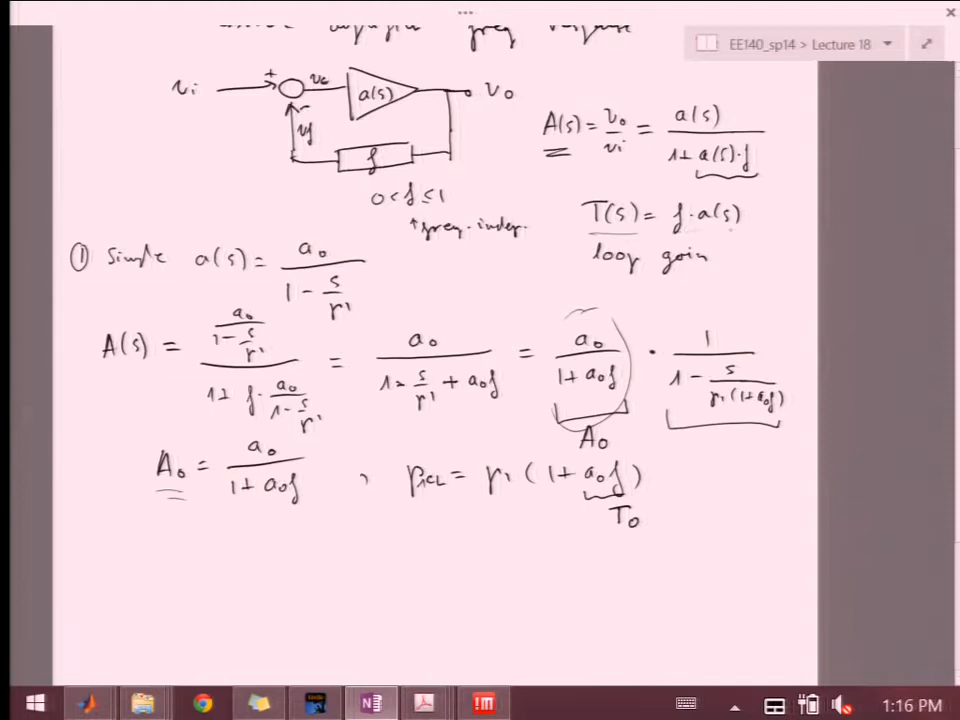 freq response
EE140_sp14 > Lecture 18
vi + ve a(s) vo
- vf
f
0 < f ≤ 1
↑ freq. indep.
A(s) = vo/vi = a(s)/(1 + a(s)·f)
T(s) = f·a(s)
loop gain
① Simple a(s) = a0/(1 - s/p1)
A(s) = (a0/(1 - s/p1))/(1 + f·a0/(1 - s/p1)) = a0/(1 - s/p1 + a0f) = a0/(1 + a0f) · 1/(1 - s/(p1(1 + a0f)))
A0
A0 = a0/(1 + a0f) , p1CL = p1 (1 + a0f)
T0
1:16 PM